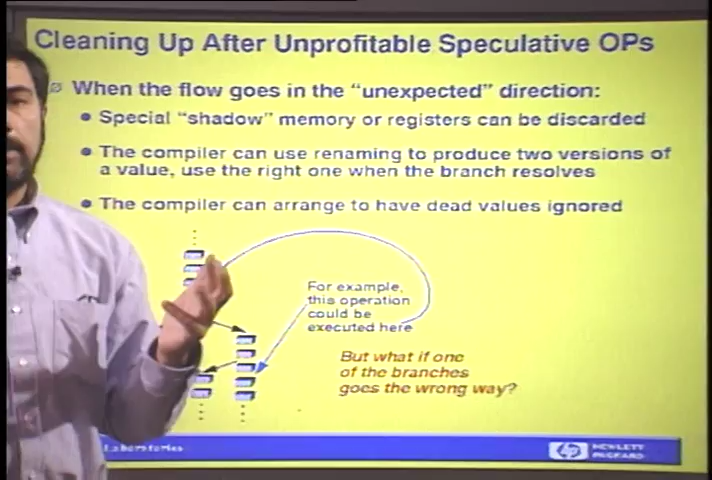 Cleaning Up After Unprofitable Speculative OPs
When the flow goes in the “unexpected” direction:
Special “shadow” memory or registers can be discarded
The compiler can use renaming to produce two versions of
a value, use the right one when the branch resolves
The compiler can arrange to have dead values ignored
For example,
this operation
could be
executed here
But what if one
of the branches
goes the wrong way?
Laboratories
hp HEWLETT
PACKARD